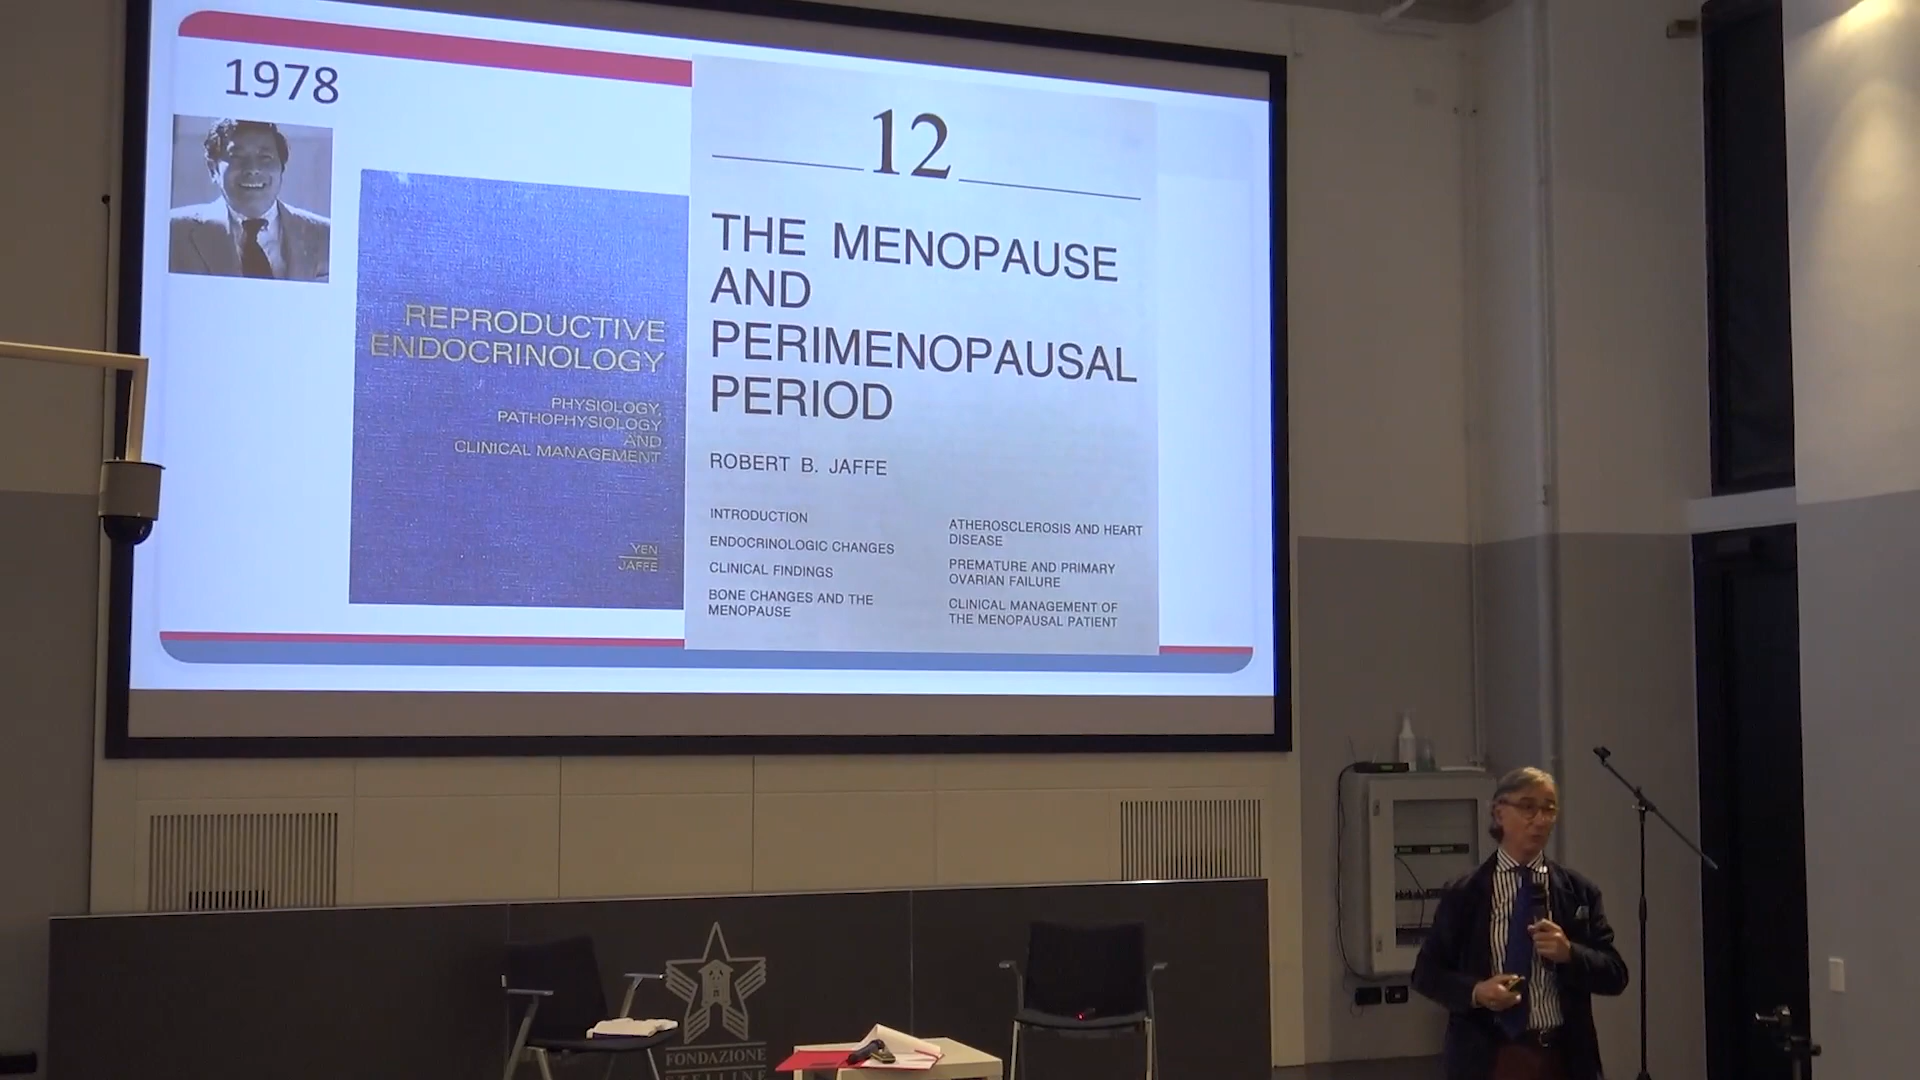 1978
REPRODUCTIVE
ENDOCRINOLOGY
PHYSIOLOGY,
PATHOPHYSIOLOGY
AND
CLINICAL MANAGEMENT
YEN
JAFFE
12
THE MENOPAUSE
AND
PERIMENOPAUSAL
PERIOD
ROBERT B. JAFFE
INTRODUCTION
ENDOCRINOLOGIC CHANGES
CLINICAL FINDINGS
BONE CHANGES AND THE
MENOPAUSE
ATHEROSCLEROSIS AND HEART
DISEASE
PREMATURE AND PRIMARY
OVARIAN FAILURE
CLINICAL MANAGEMENT OF
THE MENOPAUSAL PATIENT
FONDAZIONE
STELLINE